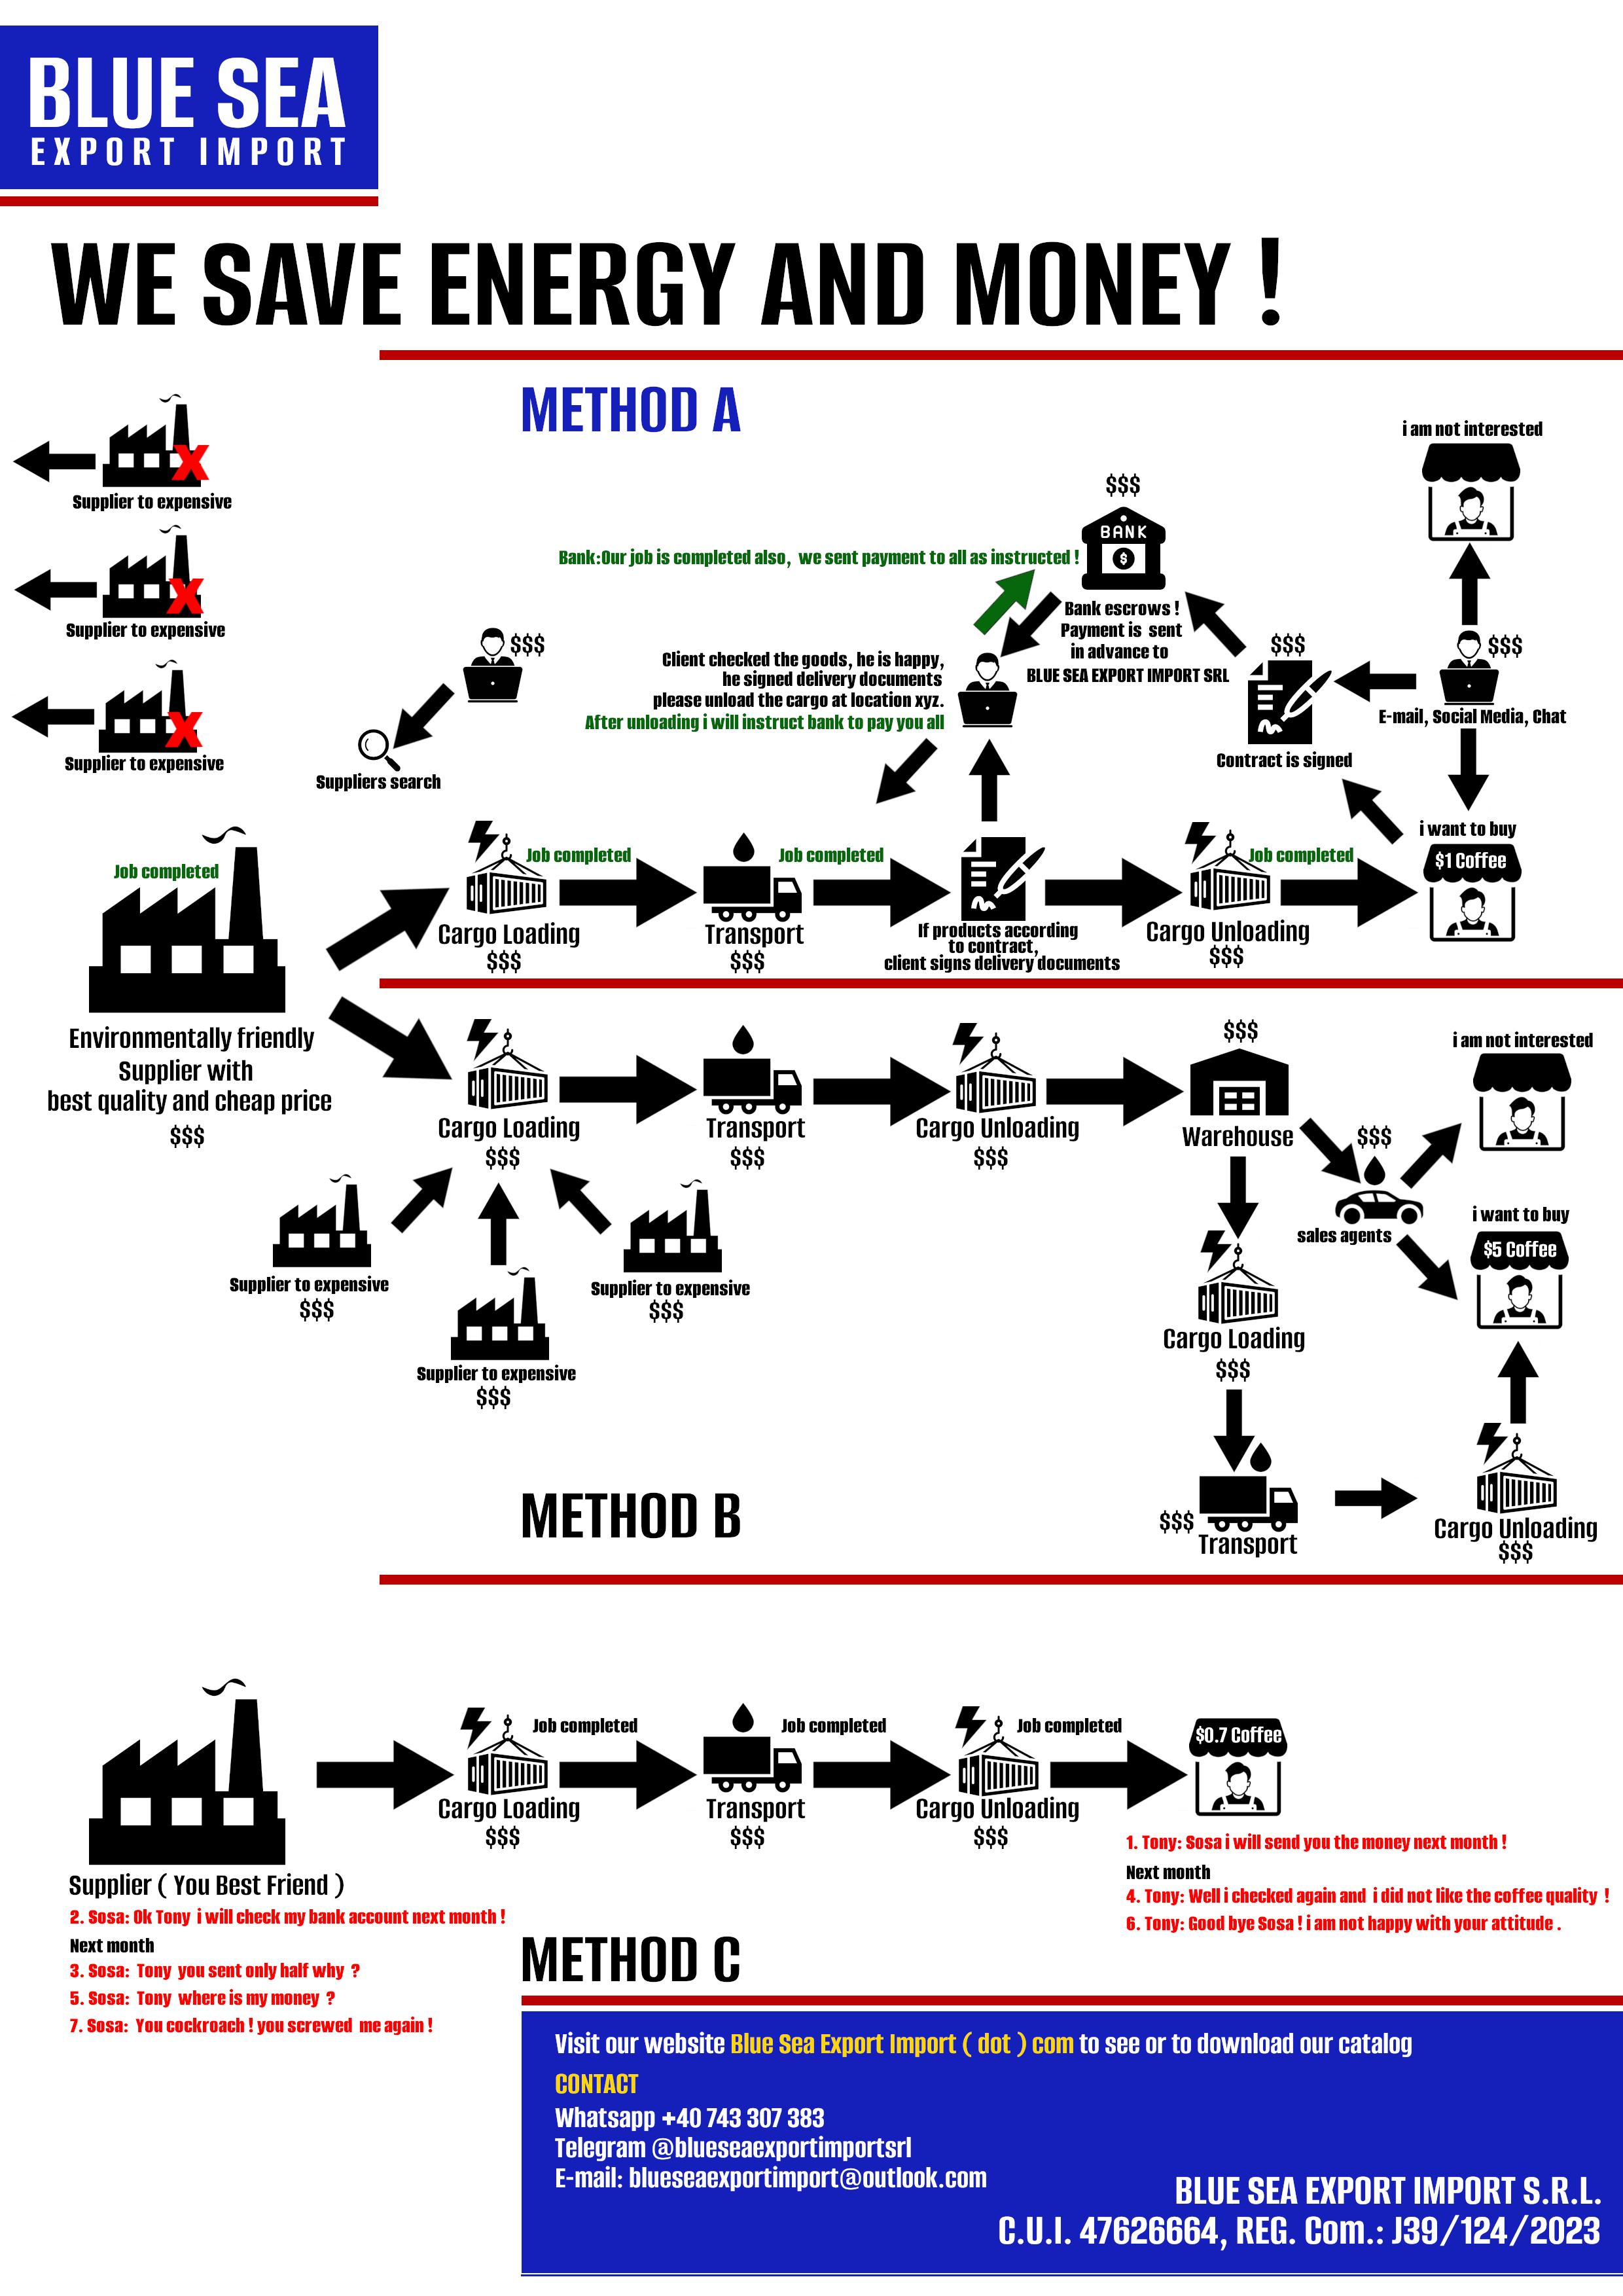 BLUE SEA
EXPORT IMPORT
WE SAVE ENERGY AND MONEY !
METHOD A
Supplier to expensive
Supplier to expensive
Supplier to expensive
$$$
Suppliers search
Bank:Our job is completed also, we sent payment to all as instructed !
$$$
BANK
$
Bank escrows !
Payment is sent
in advance to
BLUE SEA EXPORT IMPORT SRL
Client checked the goods, he is happy,
he signed delivery documents
please unload the cargo at location xyz.
After unloading i will instruct bank to pay you all
$$$
Contract is signed
i am not interested
$$$
E-mail, Social Media, Chat
i want to buy
$1 Coffee
Job completed
Environmentally friendly
Supplier with
best quality and cheap price
$$$
Job completed
Cargo Loading
$$$
Job completed
Transport
$$$
If products according
to contract,
client signs delivery documents
Job completed
Cargo Unloading
$$$
Cargo Loading
$$$
Transport
$$$
Cargo Unloading
$$$
$$$
Warehouse
$$$
sales agents
i am not interested
i want to buy
$5 Coffee
Supplier to expensive
$$$
Supplier to expensive
$$$
Supplier to expensive
$$$
Cargo Loading
$$$
$$$
Transport
Cargo Unloading
$$$
METHOD B
Supplier ( You Best Friend )
Job completed
Cargo Loading
$$$
Job completed
Transport
$$$
Job completed
Cargo Unloading
$$$
$0.7 Coffee
1. Tony: Sosa i will send you the money next month !
Next month
4. Tony: Well i checked again and i did not like the coffee quality !
6. Tony: Good bye Sosa ! i am not happy with your attitude .
2. Sosa: Ok Tony i will check my bank account next month !
Next month
3. Sosa: Tony you sent only half why ?
5. Sosa: Tony where is my money ?
7. Sosa: You cockroach ! you screwed me again !
METHOD C
Visit our website Blue Sea Export Import ( dot ) com to see or to download our catalog
CONTACT
Whatsapp +40 743 307 383
Telegram @blueseaexportimportsrl
E-mail: blueseaexportimport@outlook.com
BLUE SEA EXPORT IMPORT S.R.L.
C.U.I. 47626664, REG. Com.: J39/124/2023